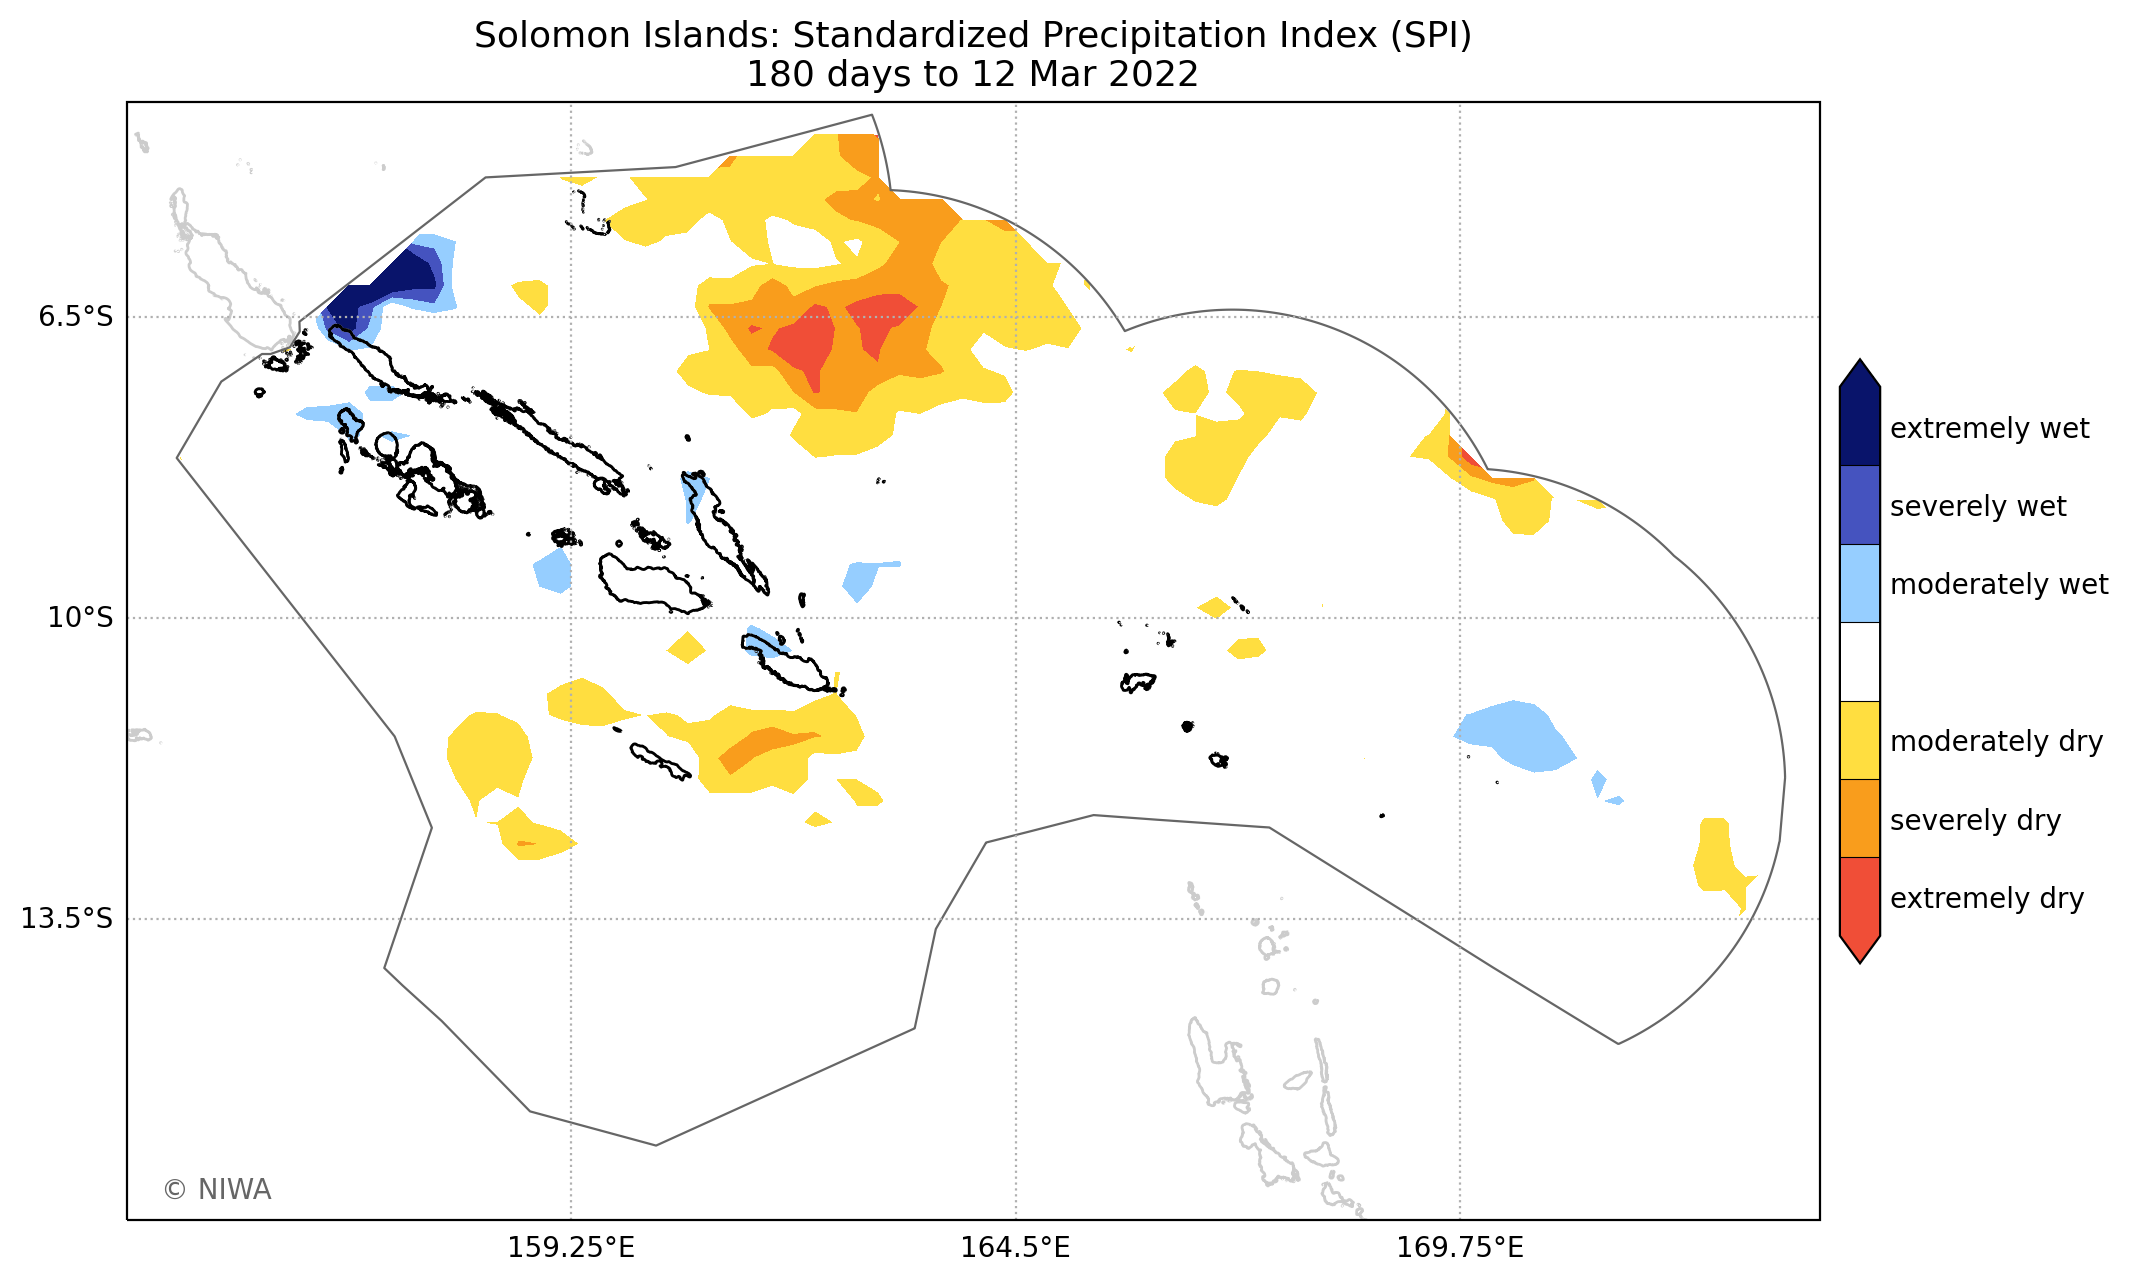 Solomon Islands: Standardized Precipitation Index (SPI)
180 days to 12 Mar 2022
6.5°S
10°S
13.5°S
159.25°E
164.5°E
169.75°E
extremely wet
severely wet
moderately wet
moderately dry
severely dry
extremely dry
© NIWA